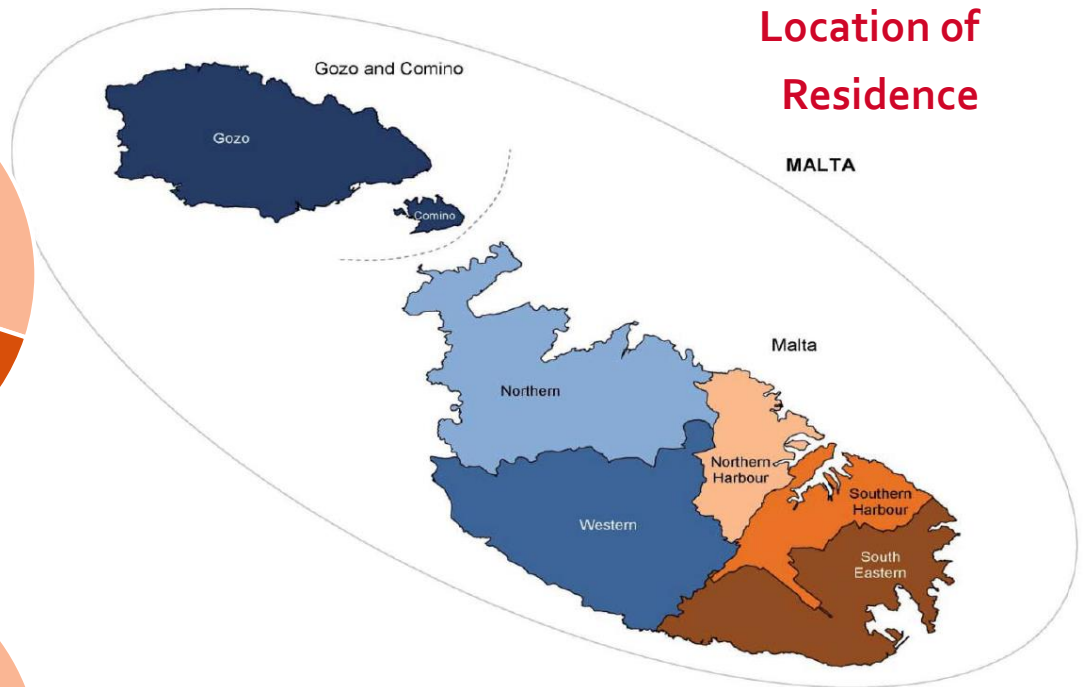 Location of
Residence
Gozo and Comino
Gozo
MALTA
Comino
Malta
Northern
Northern
Harbour
Southern
Harbour
Western
South
Eastern